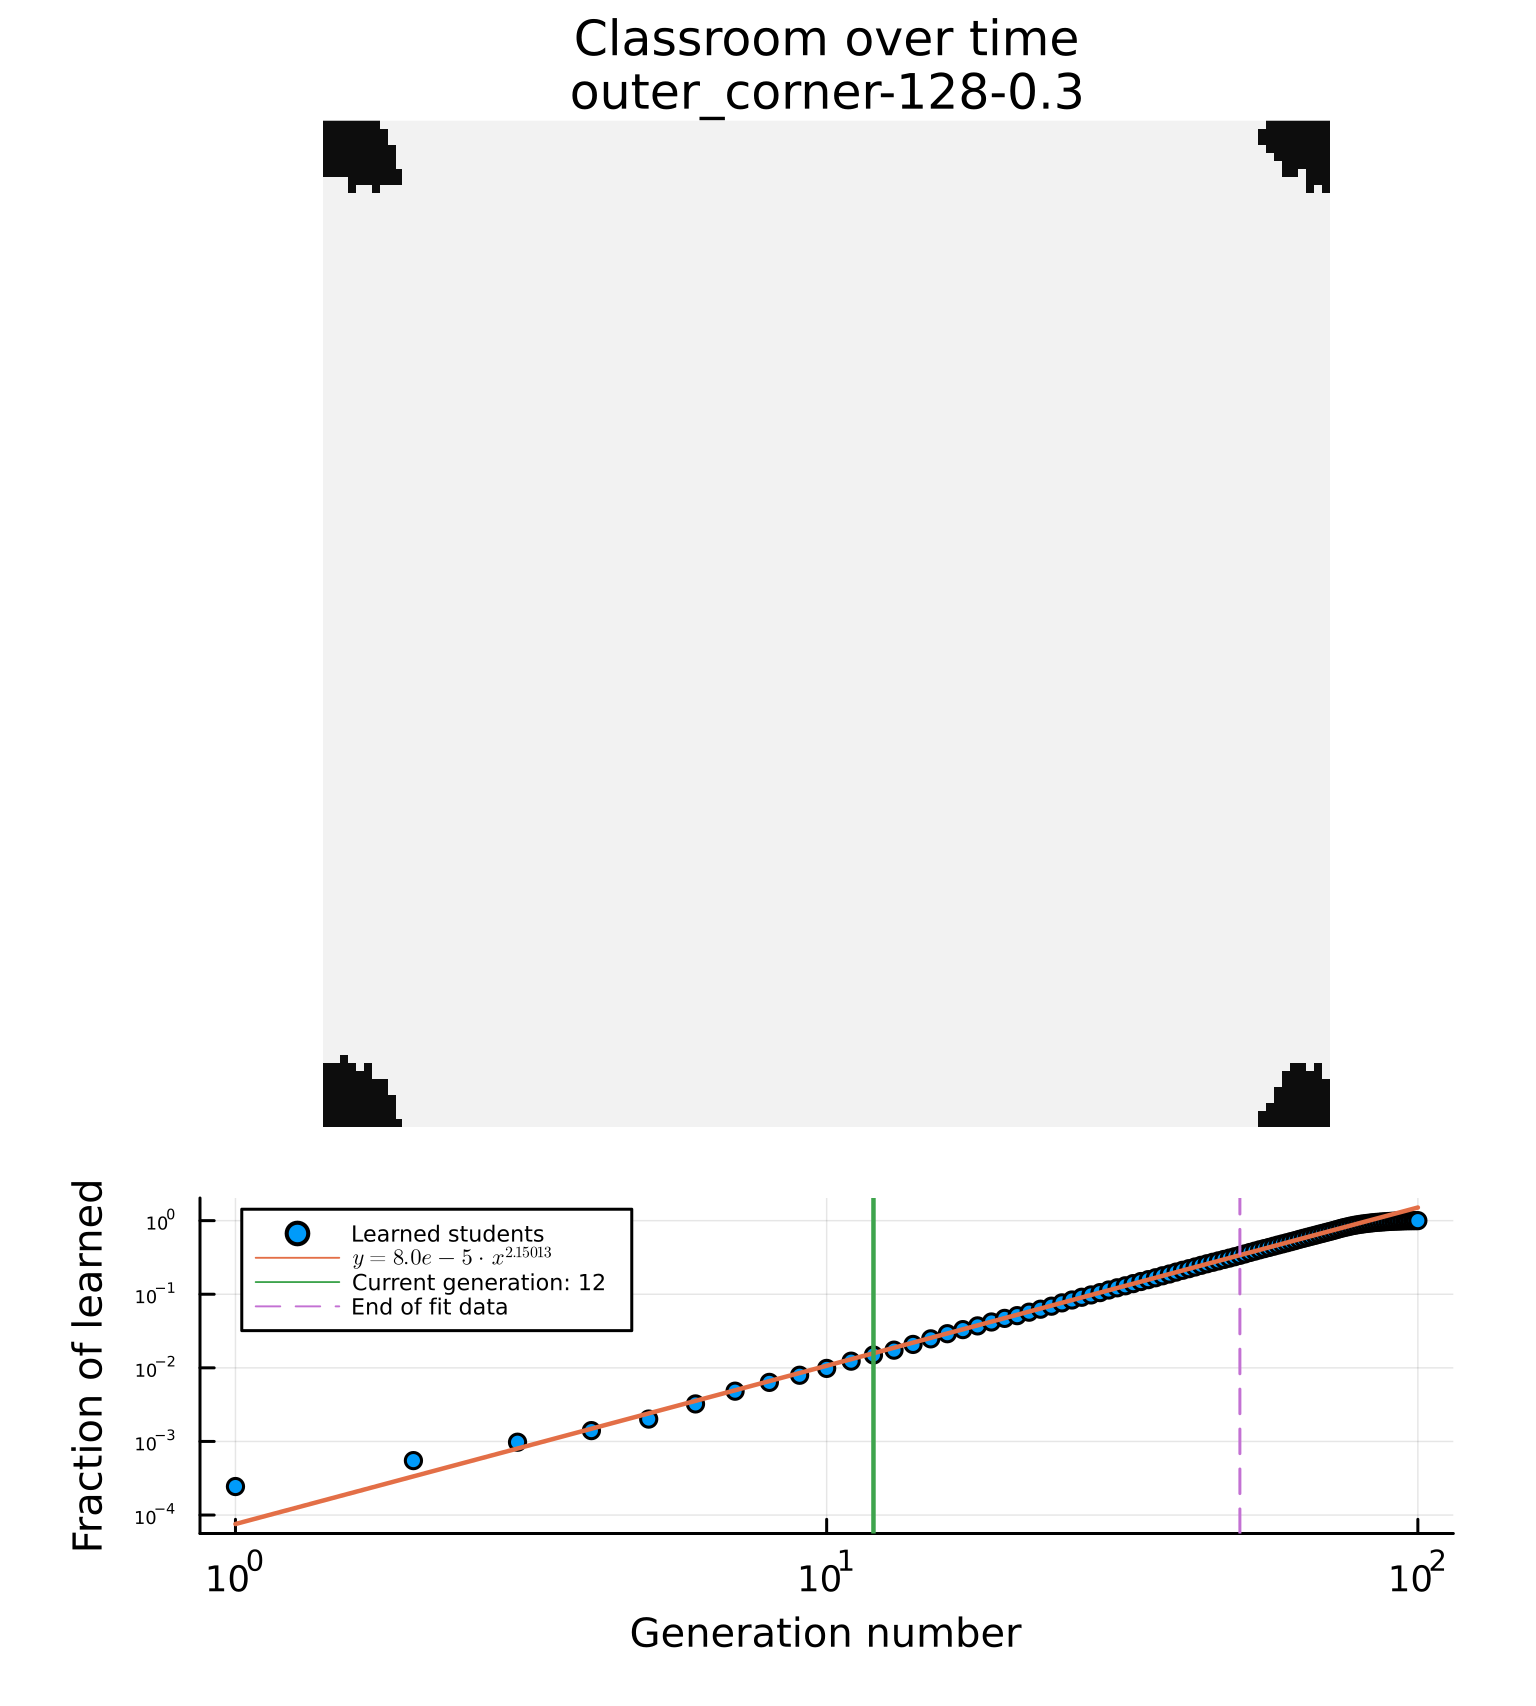 Classroom over time
outer_corner-128-0.3
Fraction of learned
10^0
10^-1
10^-2
10^-3
10^-4
Learned students
y = 8.0e − 5 · x^2.15013
Current generation: 12
End of fit data
10^0 10^1 10^2
Generation number